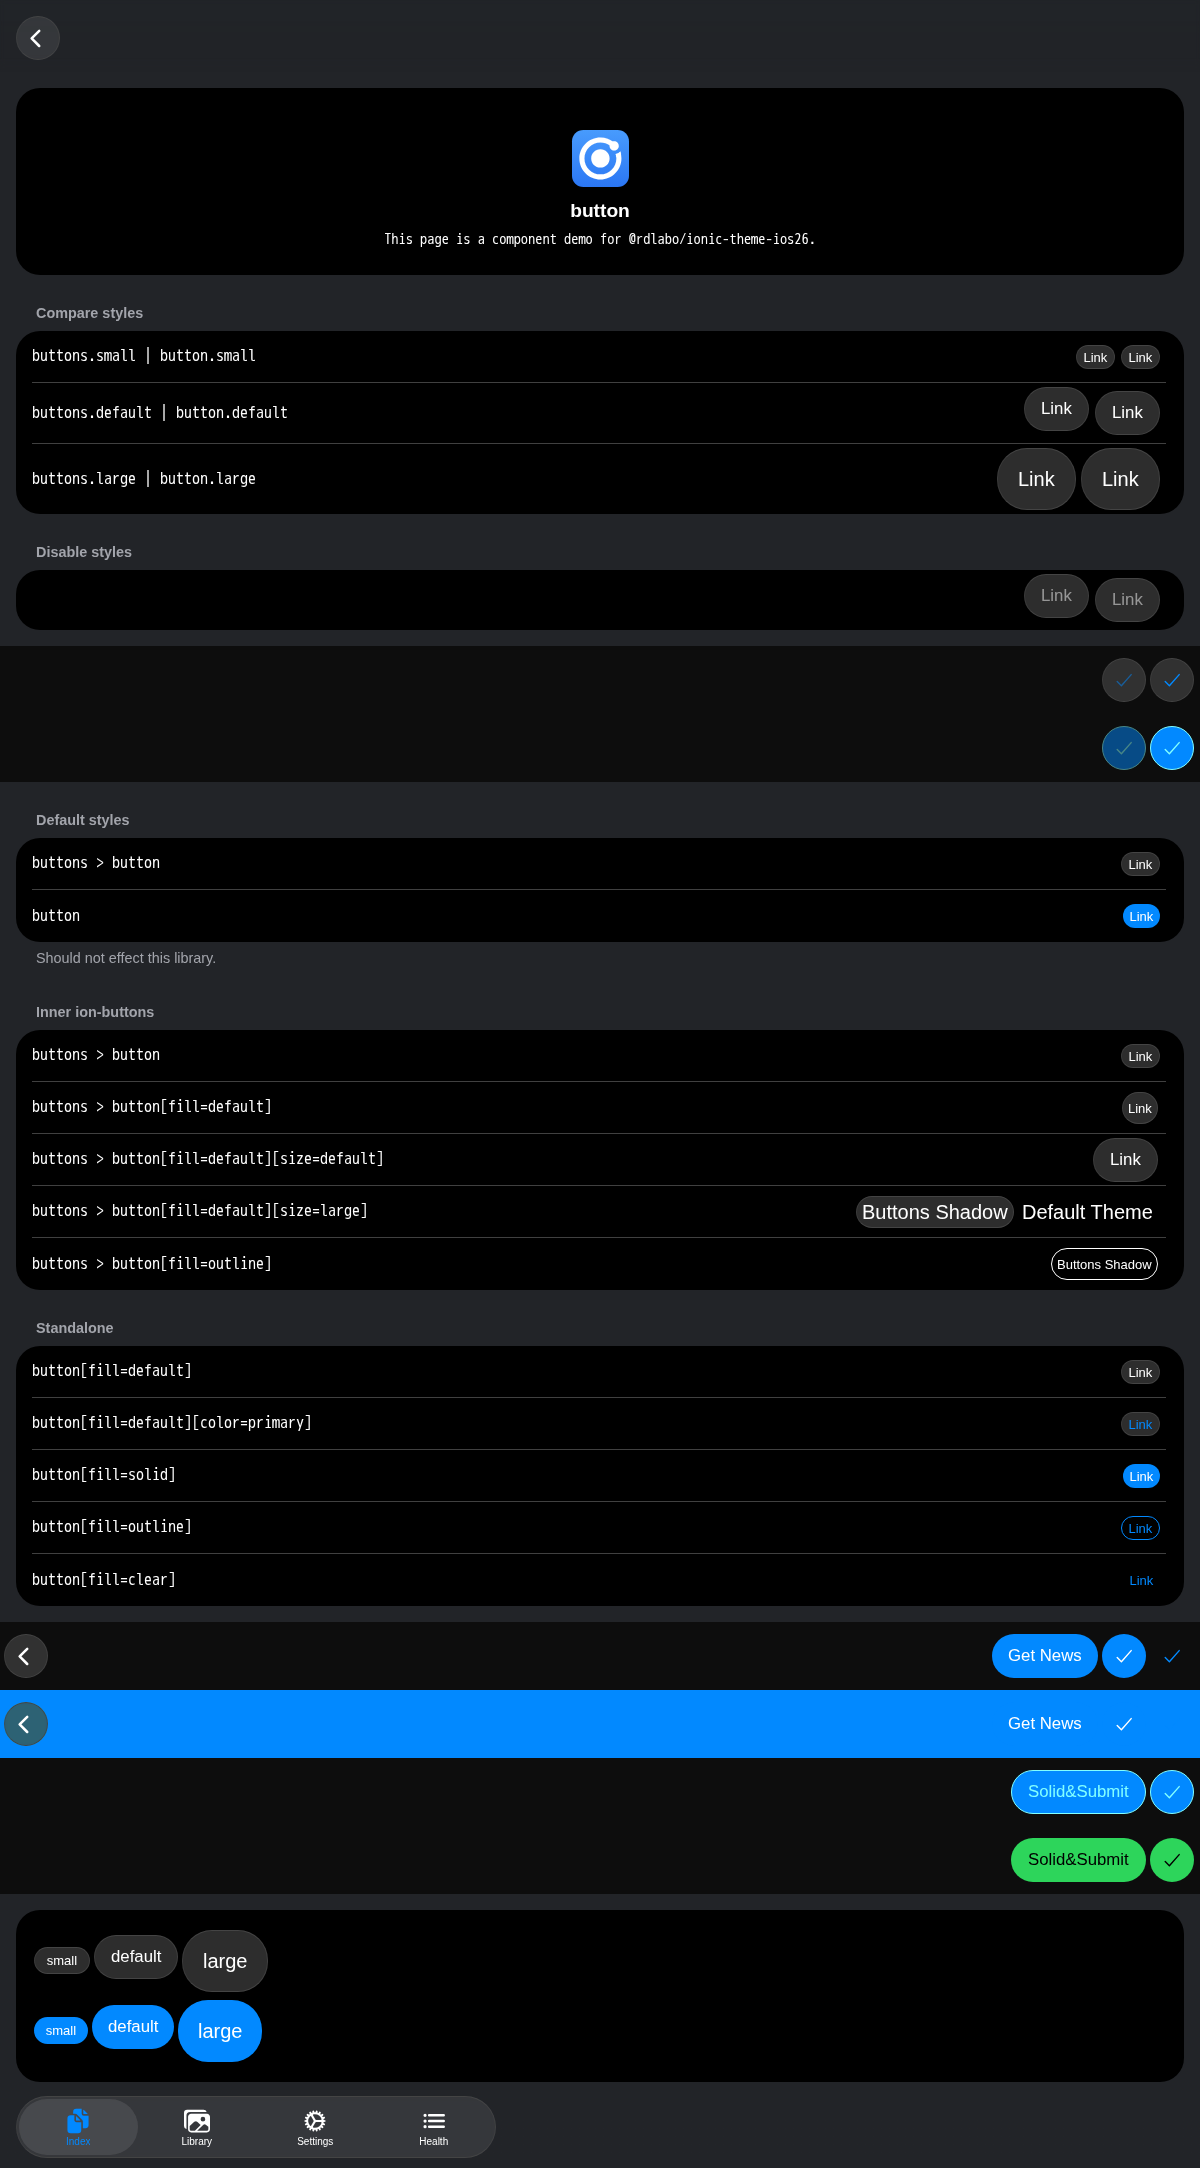 button
This page is a component demo for @rdlabo/ionic-theme-ios26.
Compare styles
buttons.small | button.small Link Link
buttons.default | button.default Link Link
buttons.large | button.large Link Link
Disable styles
Link Link
Default styles
buttons > button Link
button Link
Should not effect this library.
Inner ion-buttons
buttons > button Link
buttons > button[fill=default] Link
buttons > button[fill=default][size=default] Link
buttons > button[fill=default][size=large] Buttons Shadow Default Theme
buttons > button[fill=outline] Buttons Shadow
Standalone
button[fill=default] Link
button[fill=default][color=primary] Link
button[fill=solid] Link
button[fill=outline] Link
button[fill=clear] Link
Get News
Get News
Solid&Submit
Solid&Submit
small default large
small default large
Index Library Settings Health